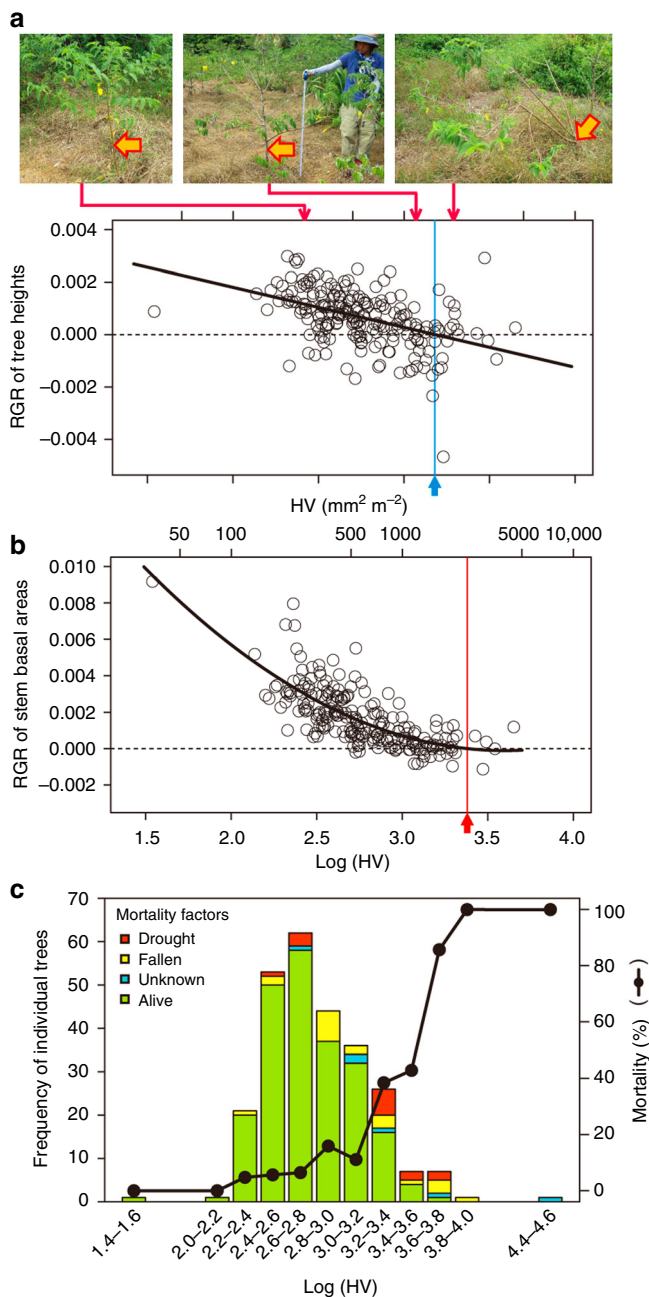 a
0.004
0.002
0.000
−0.002
−0.004
RGR of tree heights
HV (mm² m⁻²)
b
50 100 500 1000 5000 10,000
0.010
0.008
0.006
0.004
0.002
0.000
−0.002
RGR of stem basal areas
1.5 2.0 2.5 3.0 3.5 4.0
Log (HV)
c
70
60
50
40
30
20
10
0
Frequency of individual trees
Mortality factors
Drought
Fallen
Unknown
Alive
100
80
60
40
20
0
Mortality (%) ( )
1.4–1.6
2.0–2.2
2.2–2.4
2.4–2.6
2.6–2.8
2.8–3.0
3.0–3.2
3.2–3.4
3.4–3.6
3.6–3.8
3.8–4.0
4.4–4.6
Log (HV)